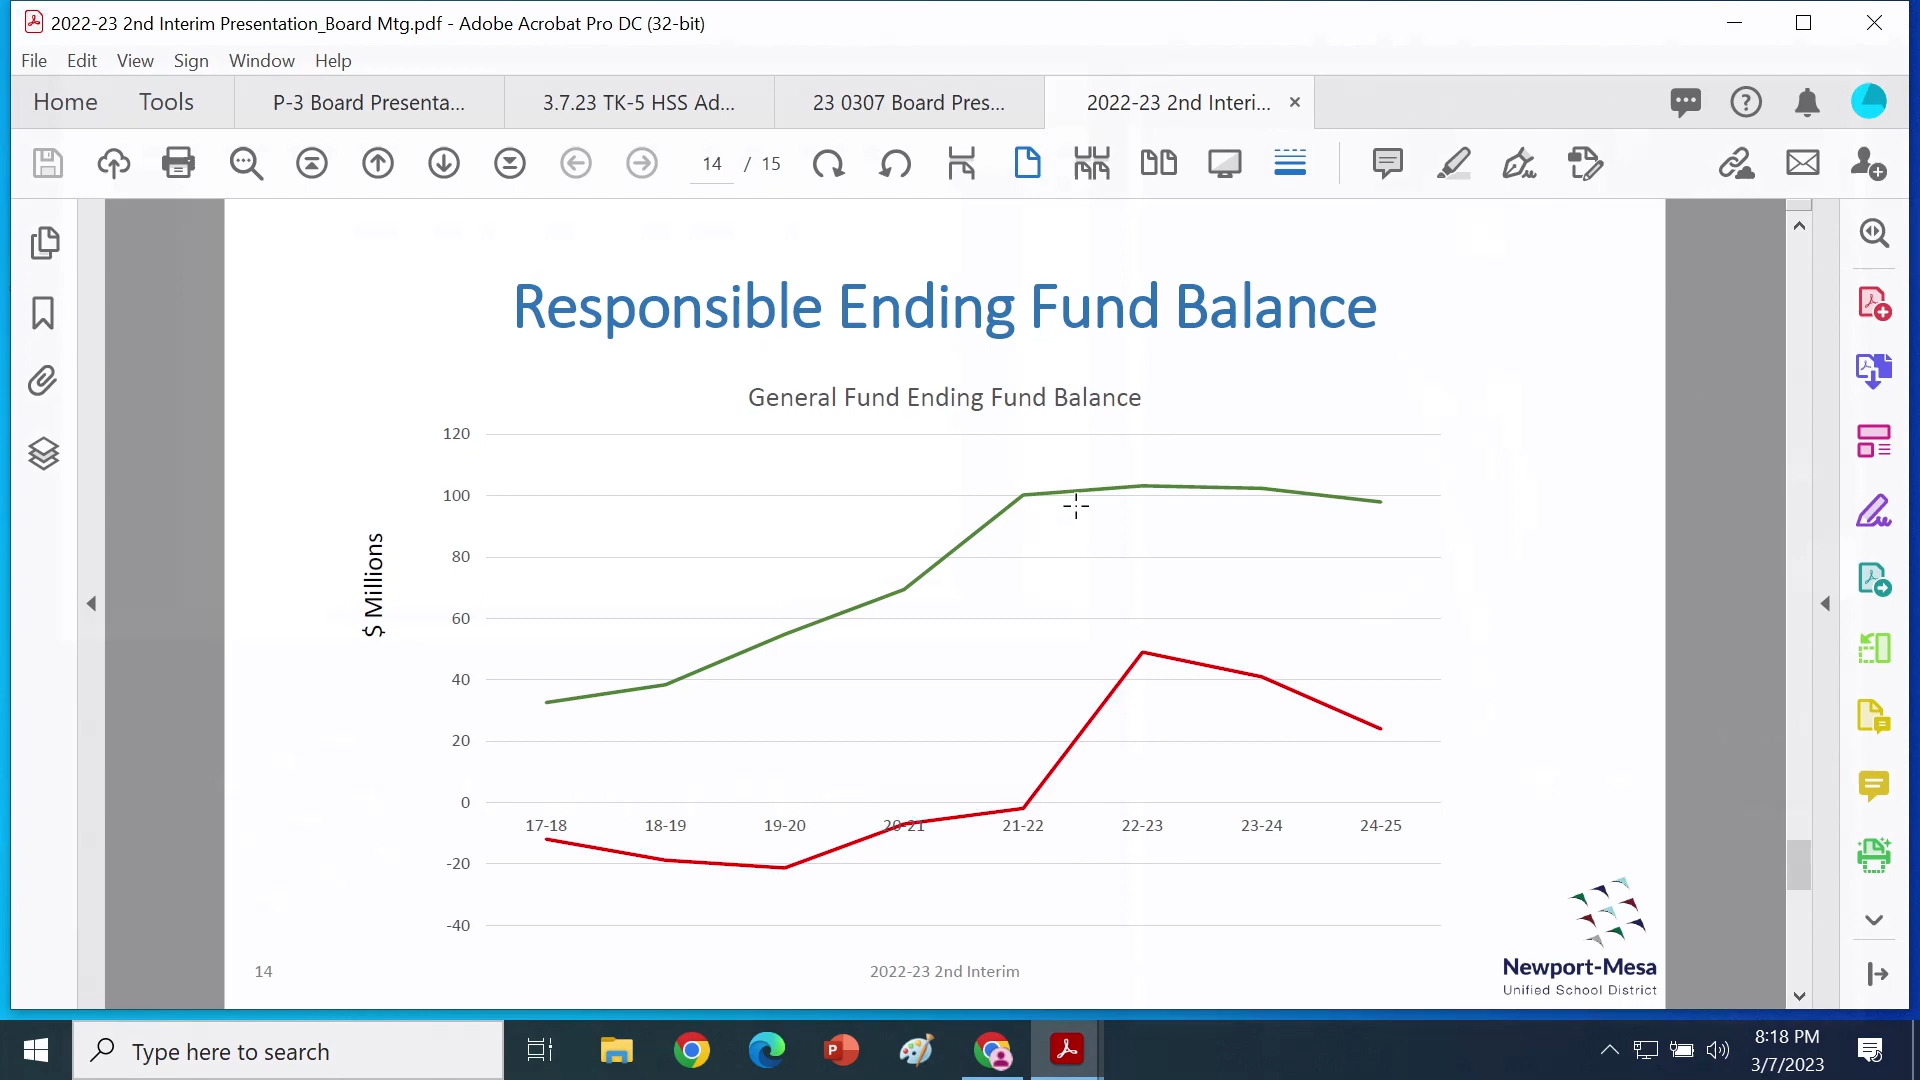 2022-23 2nd Interim Presentation_Board Mtg.pdf - Adobe Acrobat Pro DC (32-bit)
File Edit View Sign Window Help
Home Tools P-3 Board Presenta... 3.7.23 TK-5 HSS Ad... 23 0307 Board Pres... 2022-23 2nd Interi...
14 / 15
Responsible Ending Fund Balance
General Fund Ending Fund Balance
$ Millions
120
100
80
60
40
20
0
17-18 18-19 19-20 20-21 21-22 22-23 23-24 24-25
-20
-40
14
2022-23 2nd Interim
Newport-Mesa
Unified School District
Type here to search
8:18 PM
3/7/2023